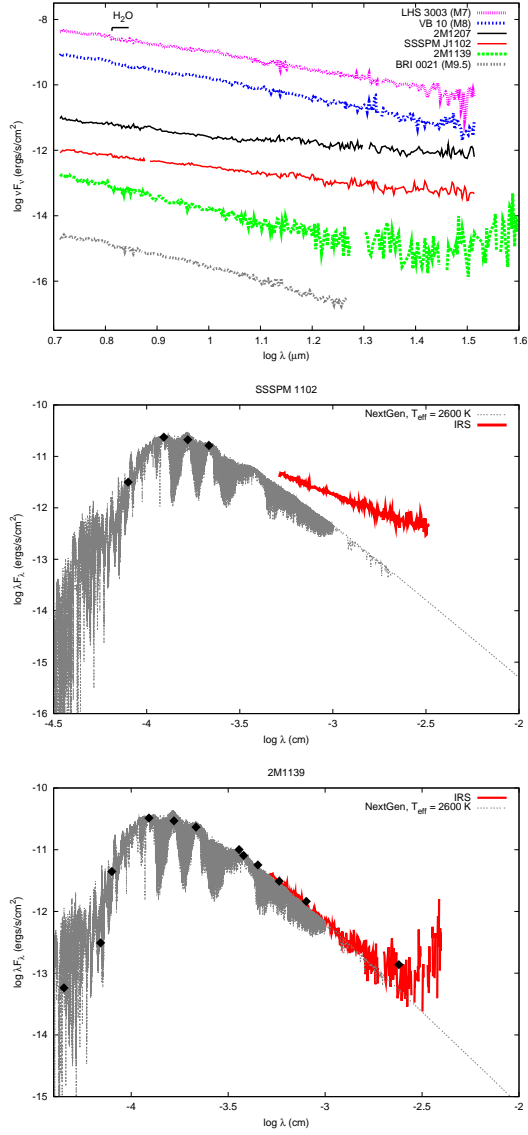 LHS 3003 (M7)
VB 10 (M8)
2M1207
SSSPM J1102
2M1139
BRI 0021 (M9.5)
H2O
-8
-10
-12
-14
-16
log νFν (ergs/s/cm²)
0.7 0.8 0.9 1 1.1 1.2 1.3 1.4 1.5 1.6
log λ (μm)
SSSPM 1102
NextGen, Teff = 2600 K
IRS
-10
-11
-12
-13
-14
-15
-16
log λFλ (ergs/s/cm²)
-4.5 -4 -3.5 -3 -2.5 -2
log λ (cm)
2M1139
IRS
NextGen, Teff = 2600 K
-10
-11
-12
-13
-14
-15
log λFλ (ergs/s/cm²)
-4 -3.5 -3 -2.5 -2
log λ (cm)